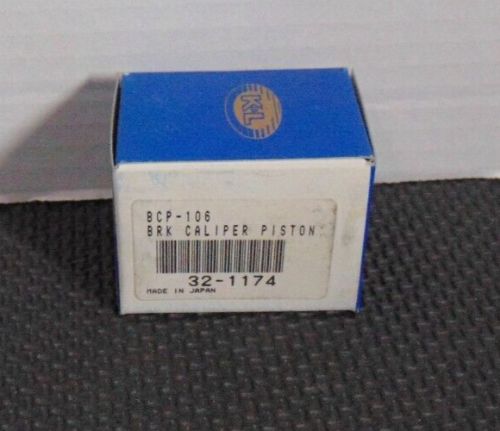 K&L
BCP-106
BRK CALIPER PISTON
32-1174
MADE IN JAPAN